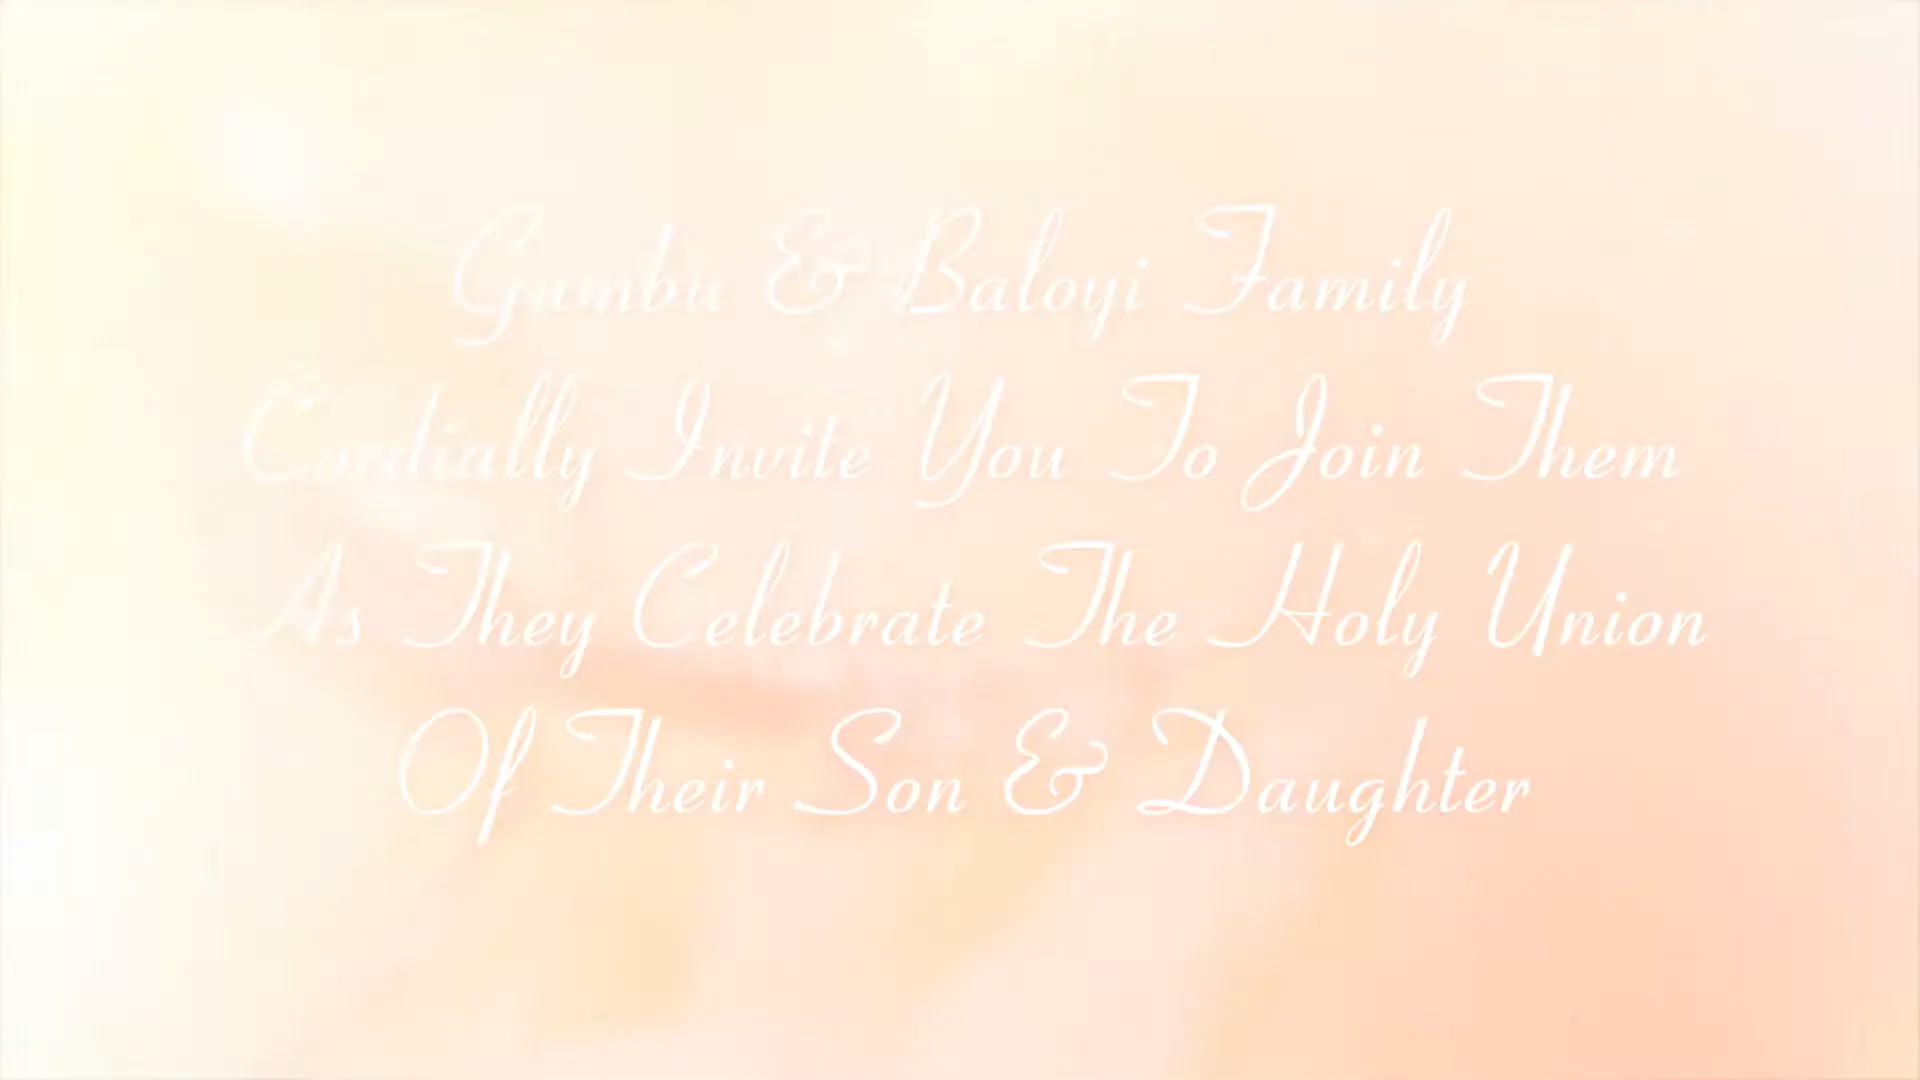 Gumbu & Baloyi Family
Cordially Invite You To Join Them
As They Celebrate The Holy Union
Of Their Son & Daughter